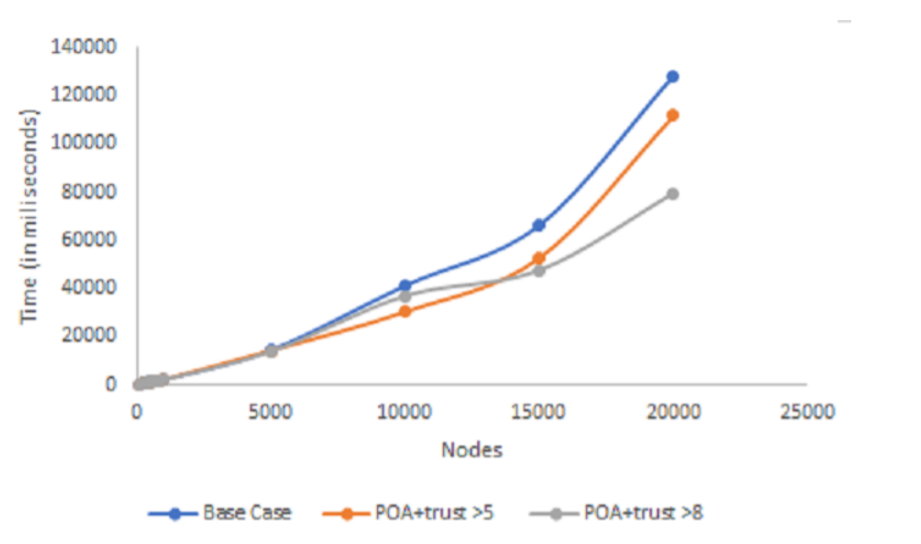 140000
120000
100000
80000
60000
40000
20000
0
Time (in miliseconds)
0 5000 10000 15000 20000 25000
Nodes
Base Case POA+trust >5 POA+trust >8